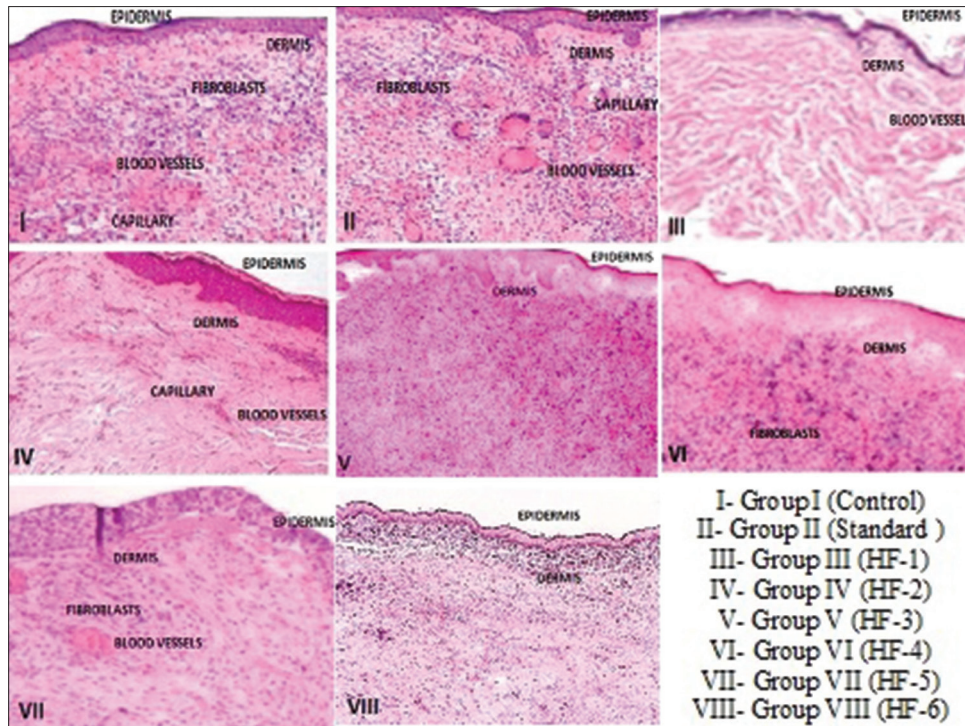 EPIDERMIS
DERMIS
FIBROBLASTS
BLOOD VESSELS
CAPILLARY
I
EPIDERMIS
DERMIS
FIBROBLASTS
CAPILLARY
BLOOD VESSELS
II
EPIDERMIS
DERMIS
BLOOD VESSEL
III
EPIDERMIS
DERMIS
CAPILLARY
BLOOD VESSELS
IV
EPIDERMIS
DERMIS
V
EPIDERMIS
DERMIS
FIBROBLASTS
VI
EPIDERMIS
DERMIS
FIBROBLASTS
BLOOD VESSELS
VII
EPIDERMIS
DERMIS
VIII
I- Group I (Control)
II- Group II (Standard )
III- Group III (HF-1)
IV- Group IV (HF-2)
V- Group V (HF-3)
VI- Group VI (HF-4)
VII- Group VII (HF-5)
VIII- Group VIII (HF-6)